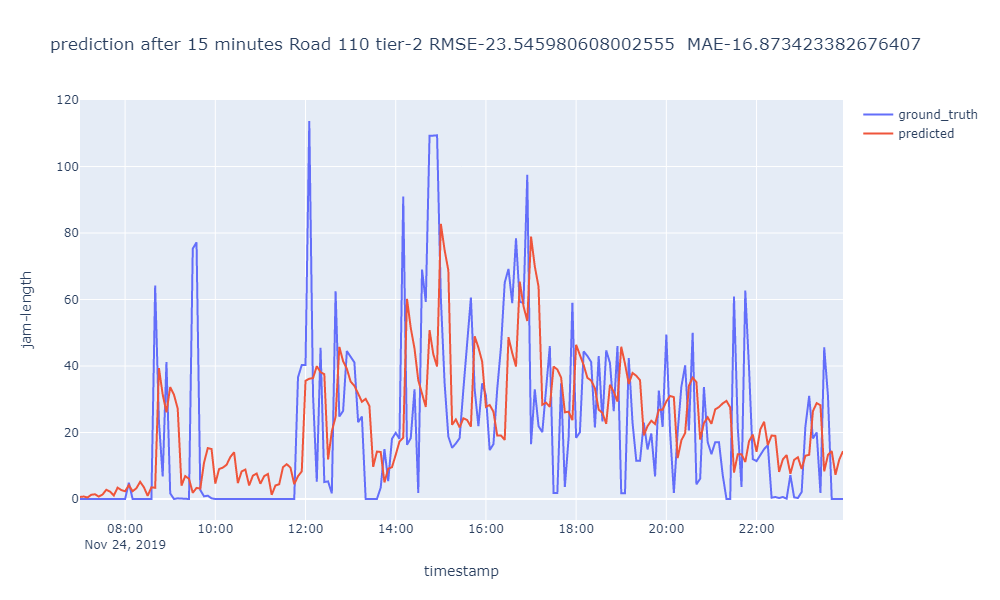 prediction after 15 minutes Road 110 tier-2 RMSE-23.545980608002555  MAE-16.873423382676407
120
100
80
60
40
20
0
jam-length
08:00
10:00
12:00
14:00
16:00
18:00
20:00
22:00
Nov 24, 2019
timestamp
ground_truth
predicted